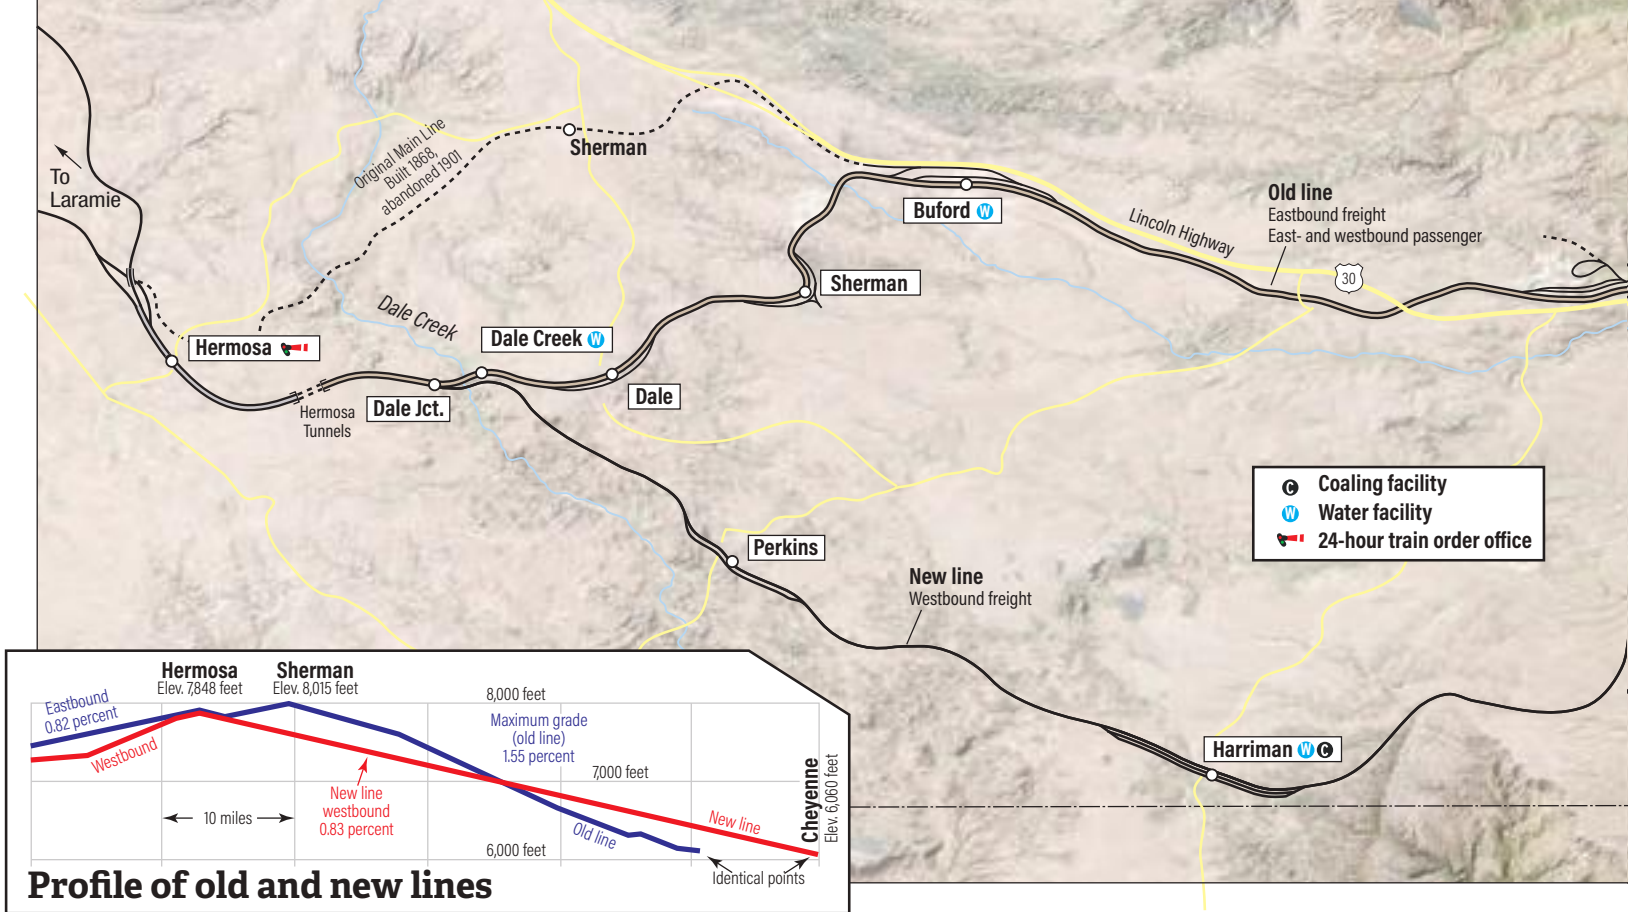 To
Laramie
Original Main Line
Built 1868,
abandoned 1901
Sherman
Buford W
Lincoln Highway
Old line
Eastbound freight
East- and westbound passenger
30
Sherman
Dale Creek
Hermosa
Dale Creek W
Hermosa
Tunnels
Dale Jct.
Dale
C Coaling facility
W Water facility
24-hour train order office
Perkins
New line
Westbound freight
Harriman W C
Hermosa
Elev. 7,848 feet
Sherman
Elev. 8,015 feet
Eastbound
0.82 percent
Westbound
8,000 feet
Maximum grade
(old line)
1.55 percent
7,000 feet
10 miles
New line
westbound
0.83 percent
New line
Old line
6,000 feet
Cheyenne
Elev. 6,060 feet
Identical points
Profile of old and new lines